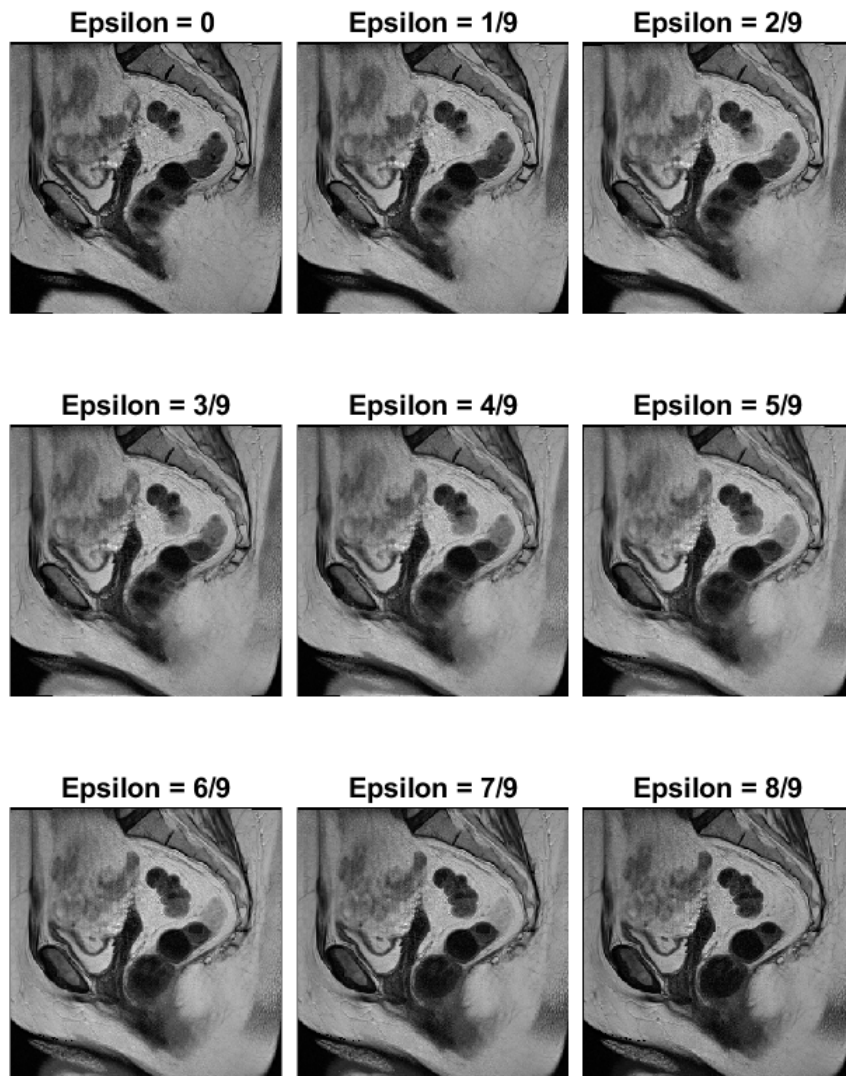 Epsilon = 0
Epsilon = 1/9
Epsilon = 2/9
Epsilon = 3/9
Epsilon = 4/9
Epsilon = 5/9
Epsilon = 6/9
Epsilon = 7/9
Epsilon = 8/9